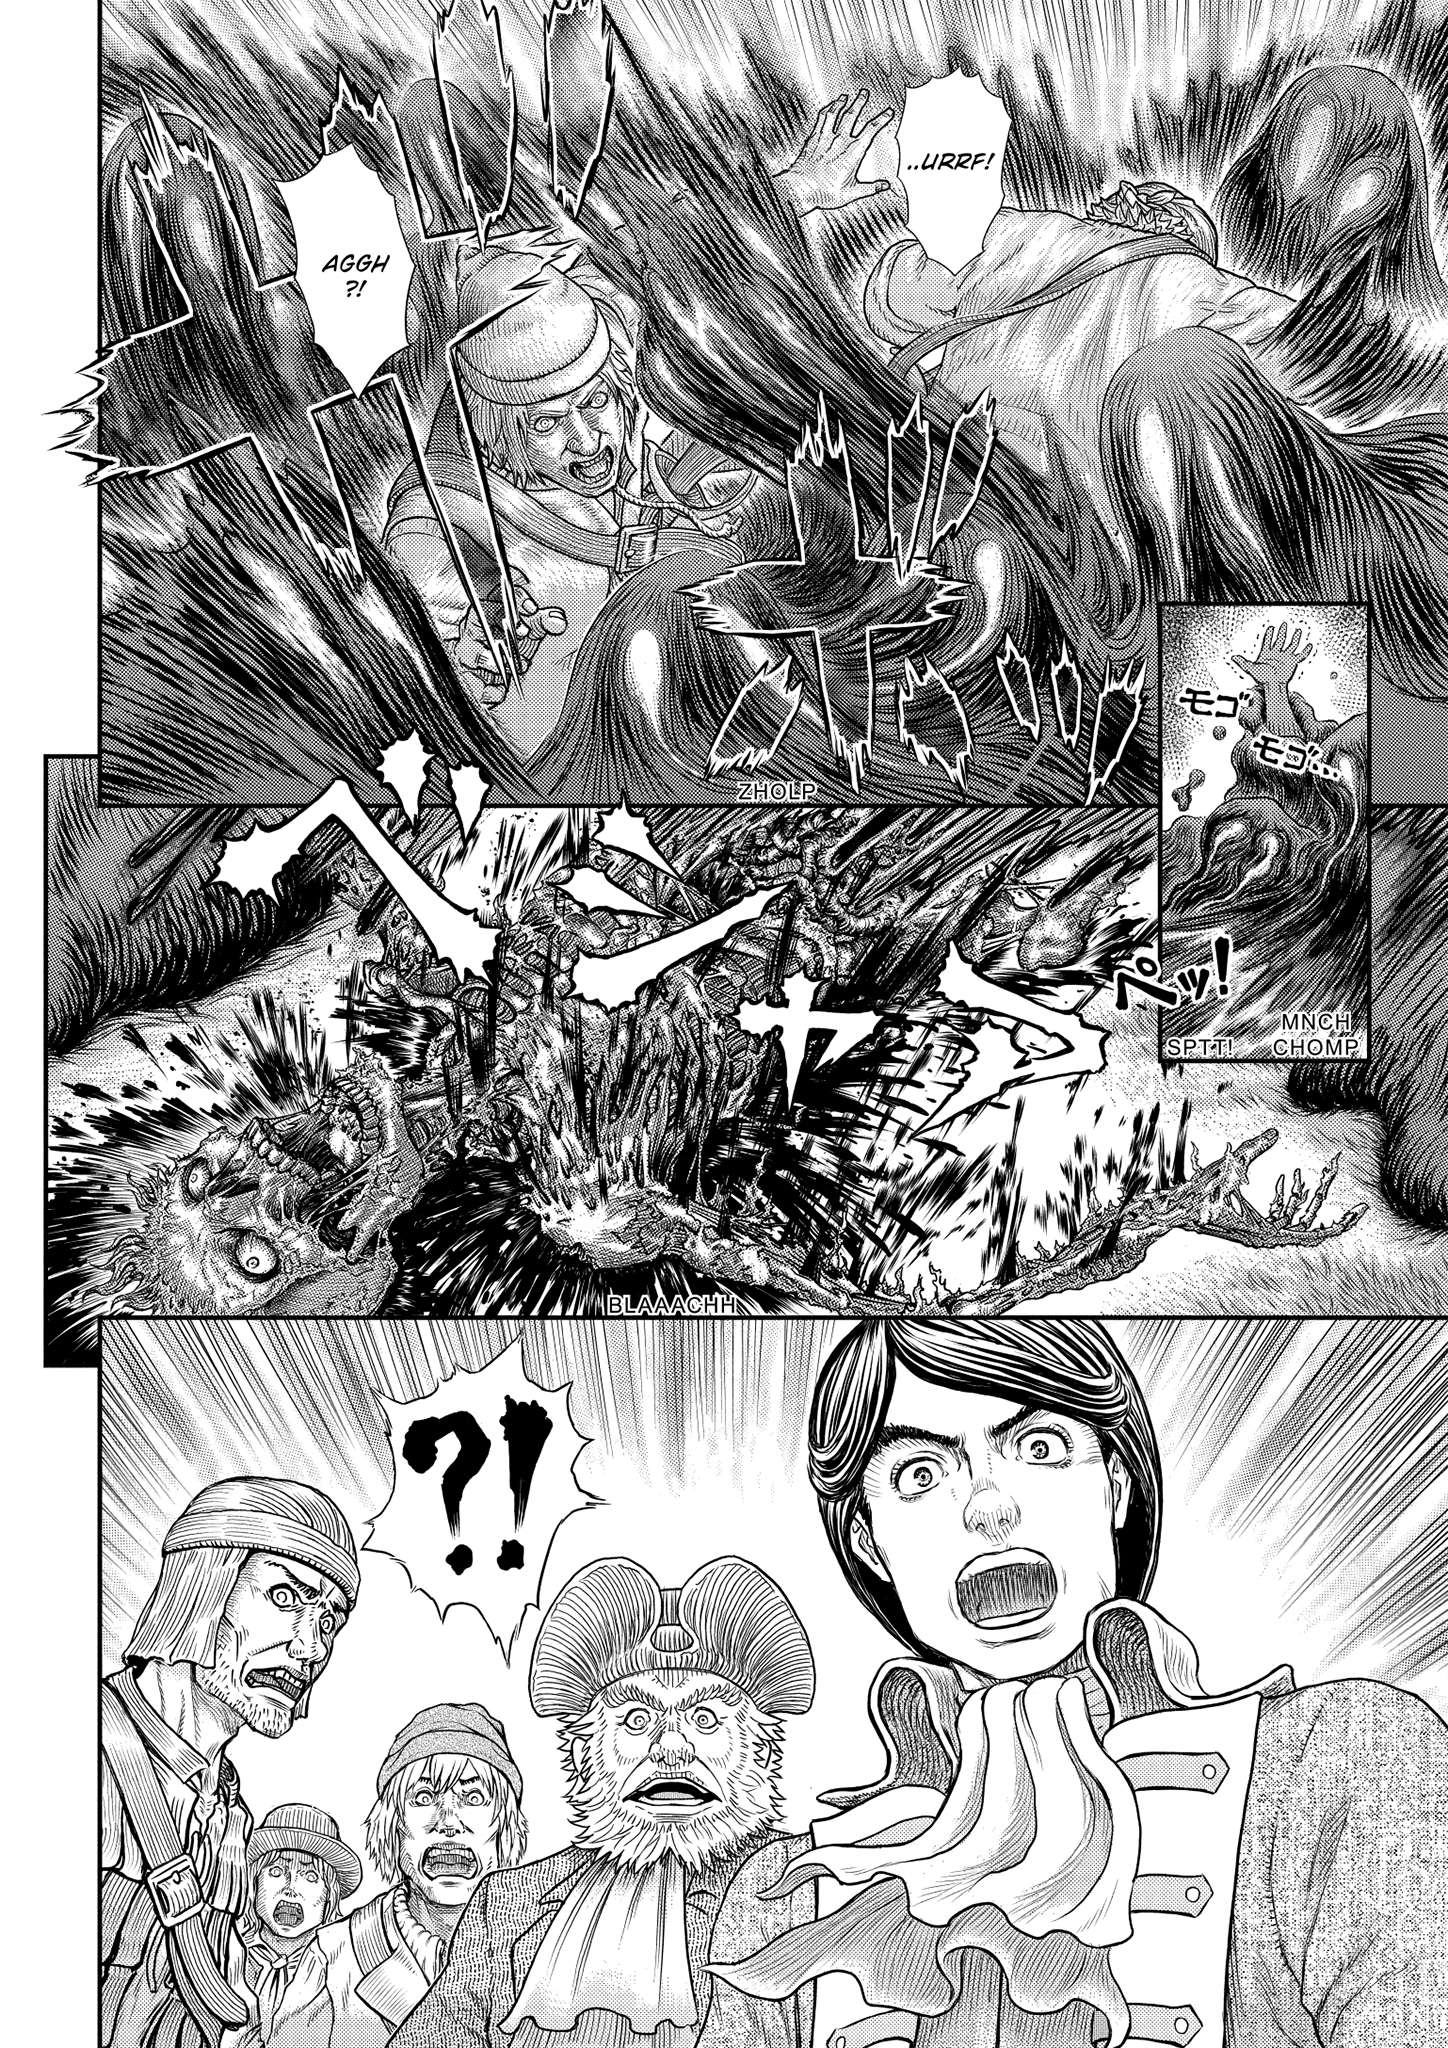 ..URRF!
AGGH
?!
ZHOLP
モゴ
モゴ...
ペッ!
MNCH
SPTT! CHOMP
BLAAACHH
?!